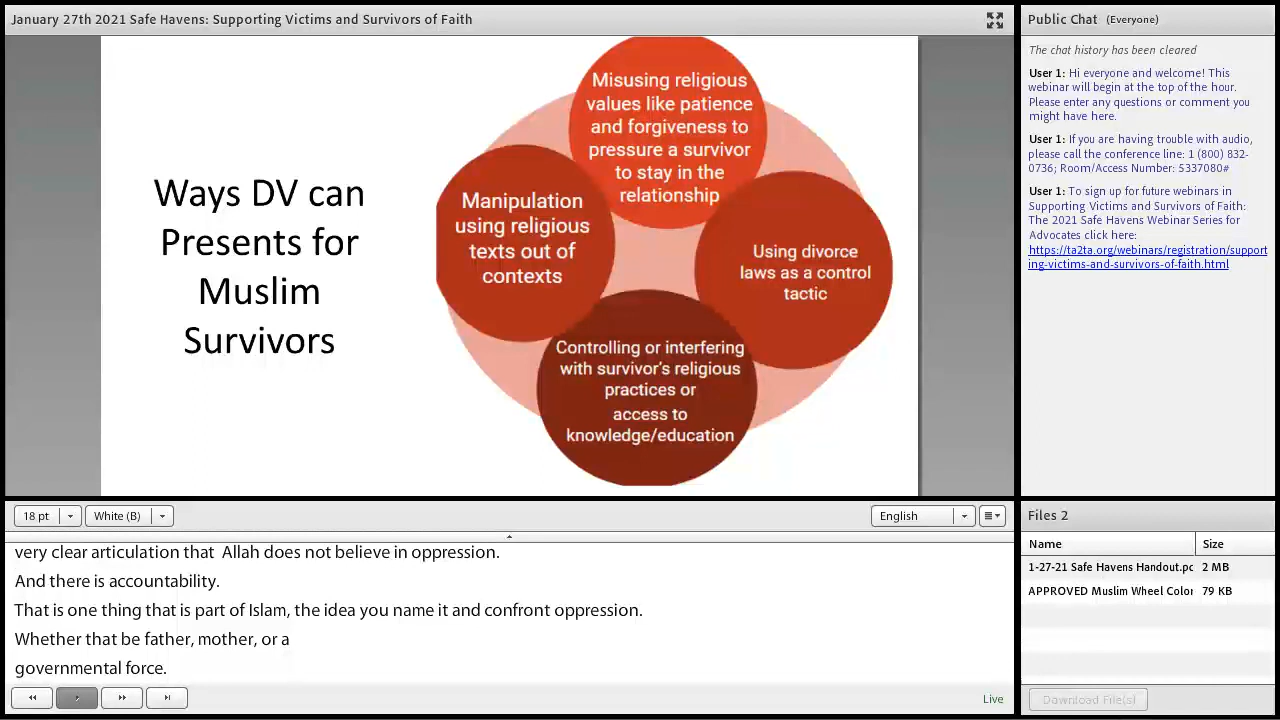 January 27th 2021 Safe Havens: Supporting Victims and Survivors of Faith
Ways DV can
Presents for
Muslim
Survivors
Misusing religious
values like patience
and forgiveness to
pressure a survivor
to stay in the
relationship
Manipulation
using religious
texts out of
contexts
Using divorce
laws as a control
tactic
Controlling or interfering
with survivor's religious
practices or
access to
knowledge/education
Public Chat (Everyone)
The chat history has been cleared
User 1: Hi everyone and welcome! This
webinar will begin at the top of the hour.
Please enter any questions or comment you
might have here.
User 1: If you are having trouble with audio,
please call the conference line: 1 (800) 832-
0736; Room/Access Number: 5337080#
User 1: To sign up for future webinars in
Supporting Victims and Survivors of Faith:
The 2021 Safe Havens Webinar Series for
Advocates click here:
https://ta2ta.org/webinars/registration/support
ing-victims-and-survivors-of-faith.html
18 pt
White (B)
English
very clear articulation that  Allah does not believe in oppression.
And there is accountability.
That is one thing that is part of Islam, the idea you name it and confront oppression.
Whether that be father, mother, or a
governmental force.
Live
Files 2
Name Size
1-27-21 Safe Havens Handout.pc 2 MB
APPROVED Muslim Wheel Color 79 KB
Download File(s)